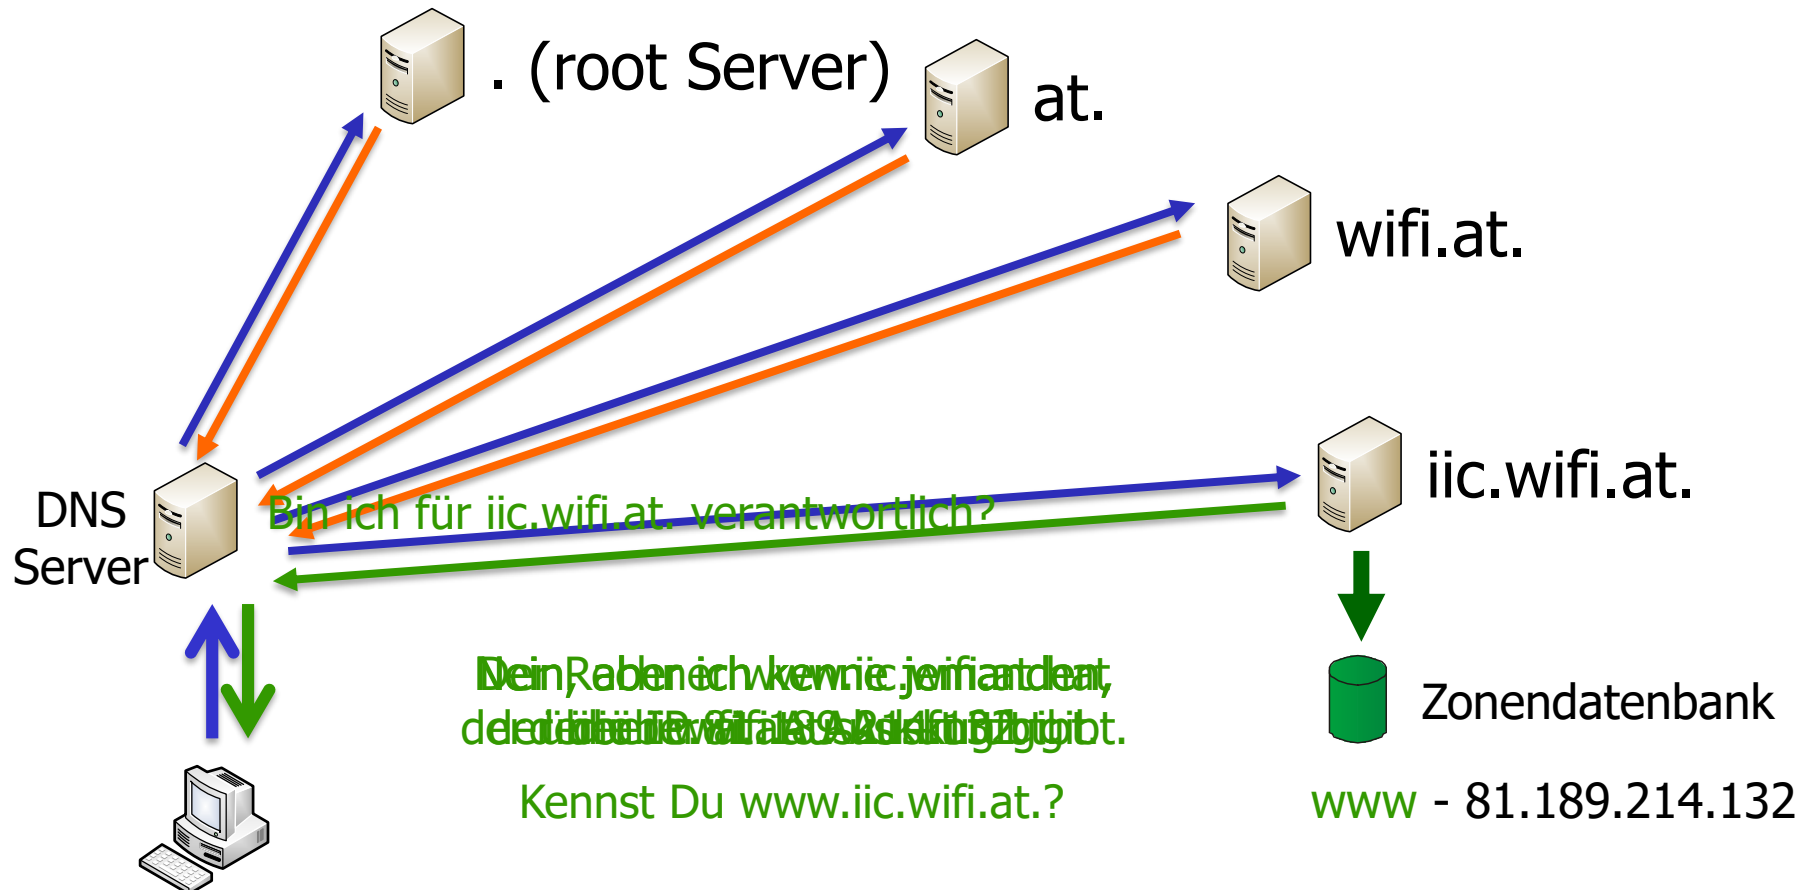 . (root Server)
at.
wifi.at.
iic.wifi.at.
DNS
Server
Bin ich für iic.wifi.at. verantwortlich?
Zonendatenbank
Kennst Du www.iic.wifi.at.?
www - 81.189.214.132